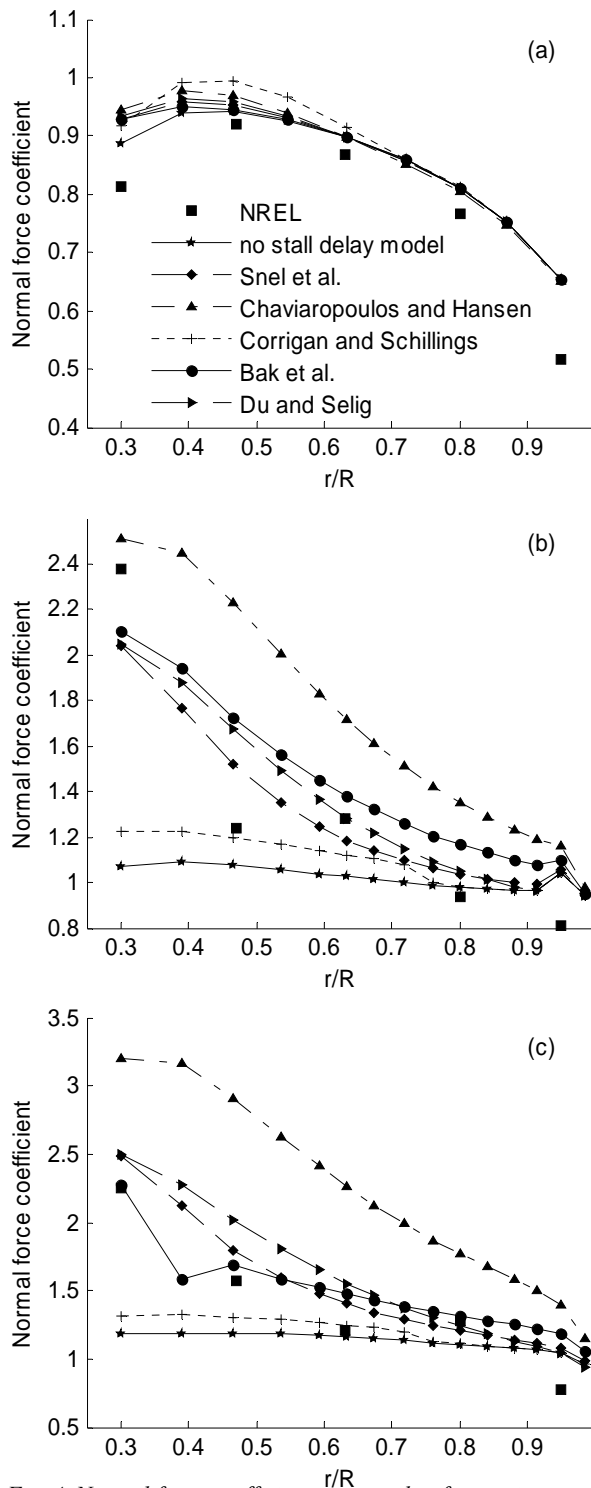 1.1
(a)
1
0.9
0.8
0.7
0.6
0.5
0.4
Normal force coefficient
NREL
no stall delay model
Snel et al.
Chaviaropoulos and Hansen
Corrigan and Schillings
Bak et al.
Du and Selig
0.3 0.4 0.5 0.6 0.7 0.8 0.9
r/R
(b)
2.4
2.2
2
1.8
1.6
1.4
1.2
1
0.8
Normal force coefficient
0.3 0.4 0.5 0.6 0.7 0.8 0.9
r/R
3.5
(c)
3
2.5
2
1.5
1
0.5
Normal force coefficient
0.3 0.4 0.5 0.6 0.7 0.8 0.9
r/R